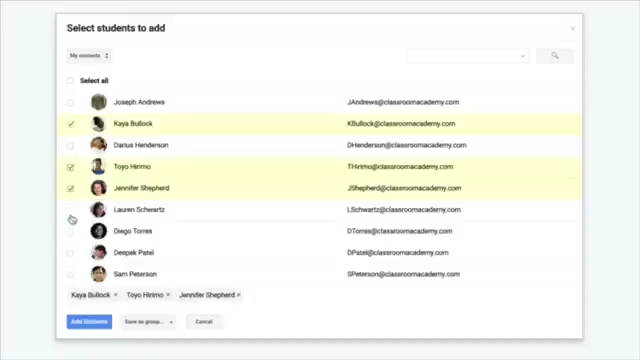 Select students to add
×
My contacts
Select all
Joseph Andrews JAndrews@classroomacademy.com
Kaya Bullock KBullock@classroomacademy.com
Darius Henderson DHenderson@classroomacademy.com
Toyo Hirimo THirimo@classroomacademy.com
Jennifer Shepherd JShepherd@classroomacademy.com
Lauren Schwartz LSchwartz@classroomacademy.com
Diego Torres DTorres@classroomacademy.com
Deepak Patel DPatel@classroomacademy.com
Sam Peterson SPeterson@classroomacademy.com
Kaya Bullock × Toyo Hirimo × Jennifer Shepherd ×
Add Students Save as group... Cancel